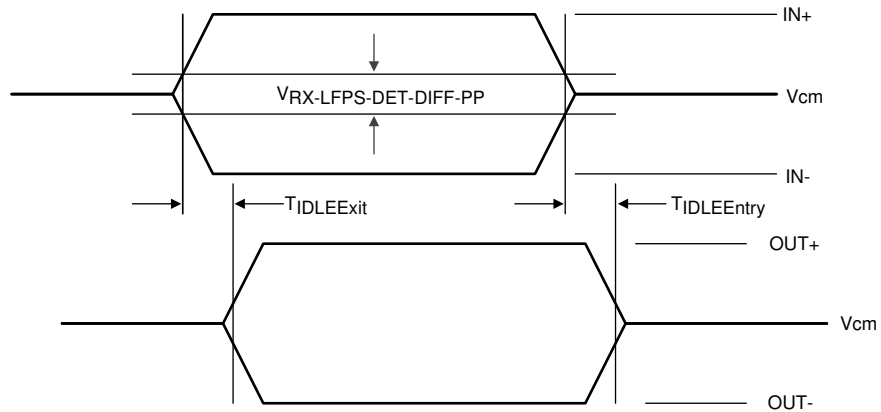 IN+
VRX-LFPS-DET-DIFF-PP
Vcm
IN-
TIDLEExit
TIDLEEntry
OUT+
Vcm
OUT-